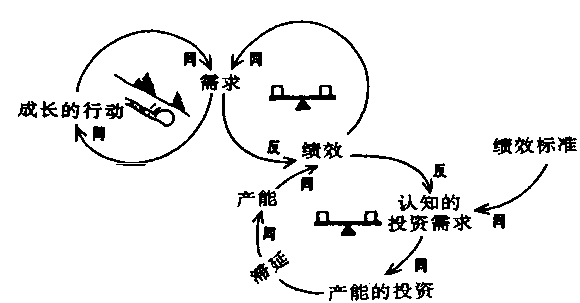 同
同
需求
成长的行动
同
反
绩效
绩效标准
同
反
产能
认知的
投资需求
同
同
滞延
同
产能的投资